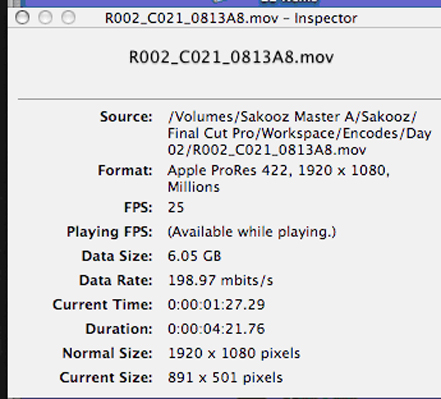 R002_C021_0813A8.mov – Inspector
R002_C021_0813A8.mov
Source: /Volumes/Sakooz Master A/Sakooz/
Final Cut Pro/Workspace/Encodes/Day
02/R002_C021_0813A8.mov
Format: Apple ProRes 422, 1920 x 1080,
Millions
FPS: 25
Playing FPS: (Available while playing.)
Data Size: 6.05 GB
Data Rate: 198.97 mbits/s
Current Time: 0:00:01:27.29
Duration: 0:00:04:21.76
Normal Size: 1920 x 1080 pixels
Current Size: 891 x 501 pixels